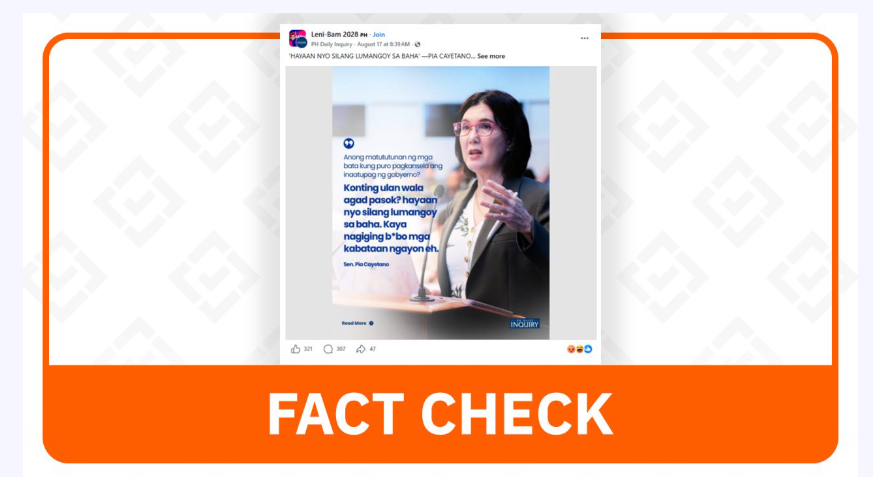 Leni-Bam 2028 PH · Join
PH Daily Inquiry · August 17 at 8:39 AM ·
'HAYAAN NYO SILANG LUMANGOY SA BAHA' —PIA CAYETANO... See more
Anong matututunan ng mga
bata kung puro pagkansela ang
inaatupag ng gobyerno?
Konting ulan wala
agad pasok? hayaan
nyo silang lumangoy
sa baha. Kaya
nagiging b*bo mga
kabataan ngayon eh.
Sen. Pia Cayetano
Read More
INQUIRY
321 307 47
FACT CHECK